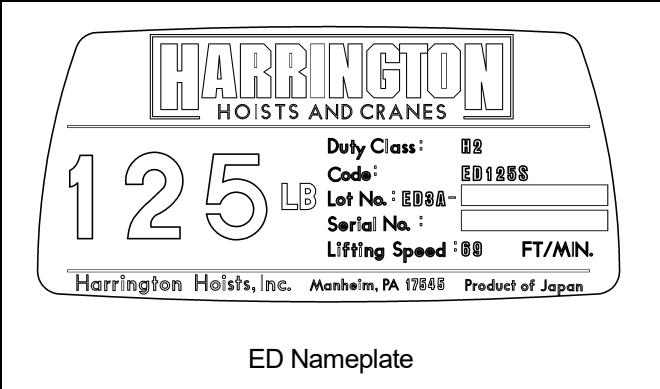 HARRINGTON
HOISTS AND CRANES
125 LB
Duty Class: H2
Code: ED125S
Lot No.: ED3A-
Serial No. :
Lifting Speed :69 FT/MIN.
Harrington Hoists, Inc. Manheim, PA 17545 Product of Japan
ED Nameplate